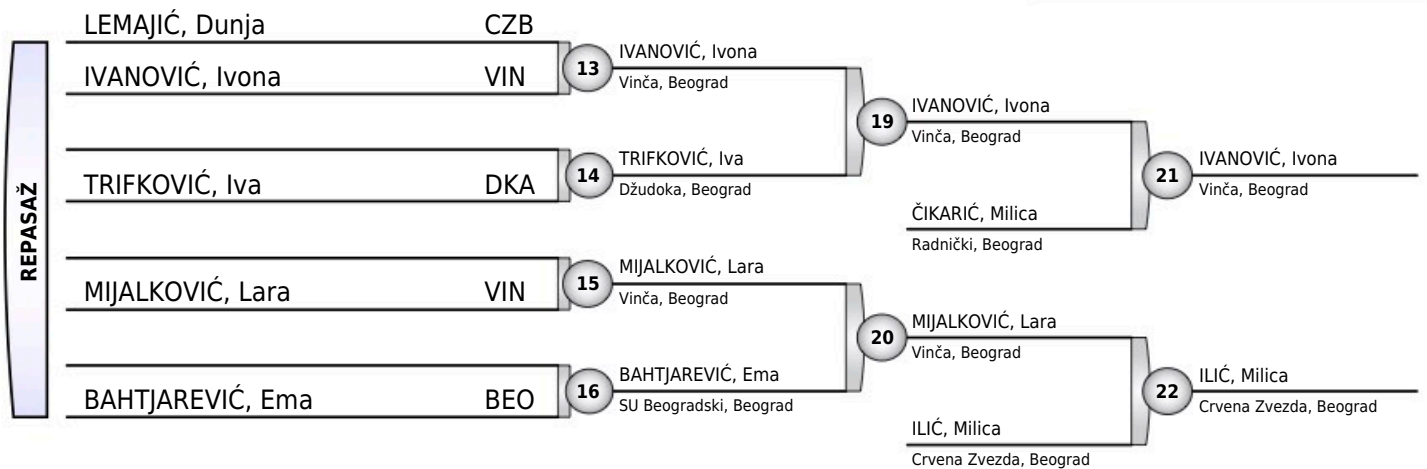 LEMAJIĆ, Dunja CZB
IVANOVIĆ, Ivona VIN
TRIFKOVIĆ, Iva DKA
MIJALKOVIĆ, Lara VIN
BAHTJAREVIĆ, Ema BEO
REPASAŽ
13
IVANOVIĆ, Ivona
Vinča, Beograd
14
TRIFKOVIĆ, Iva
Džudoka, Beograd
15
MIJALKOVIĆ, Lara
Vinča, Beograd
16
BAHTJAREVIĆ, Ema
SU Beogradski, Beograd
19
IVANOVIĆ, Ivona
Vinča, Beograd
ČIKARIĆ, Milica
Radnički, Beograd
20
MIJALKOVIĆ, Lara
Vinča, Beograd
ILIĆ, Milica
Crvena Zvezda, Beograd
21
IVANOVIĆ, Ivona
Vinča, Beograd
22
ILIĆ, Milica
Crvena Zvezda, Beograd